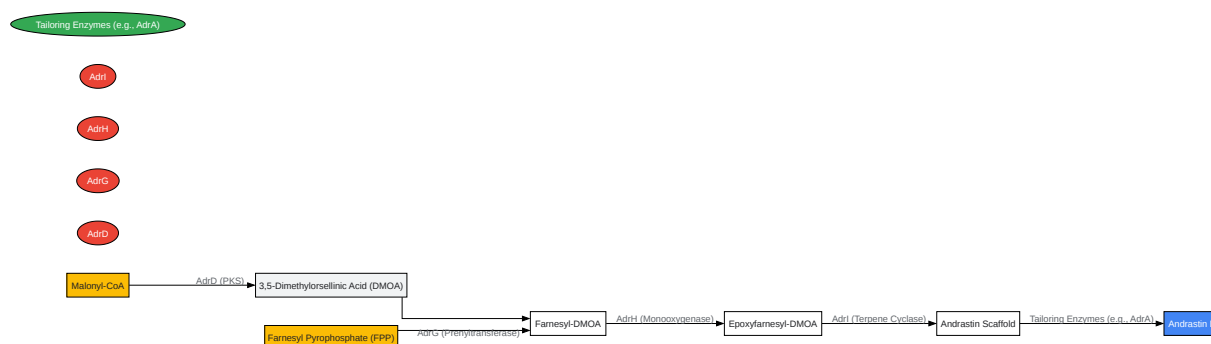 Tailoring Enzymes (e.g., AdrA)
AdrI
AdrH
AdrG
AdrD
Malonyl-CoA
AdrD (PKS)
3,5-Dimethylorsellinic Acid (DMOA)
Farnesyl Pyrophosphate (FPP)
AdrG (Prenyltransferase)
Farnesyl-DMOA
AdrH (Monooxygenase)
Epoxyfarnesyl-DMOA
AdrI (Terpene Cyclase)
Andrastin Scaffold
Tailoring Enzymes (e.g., AdrA)
Andrastin